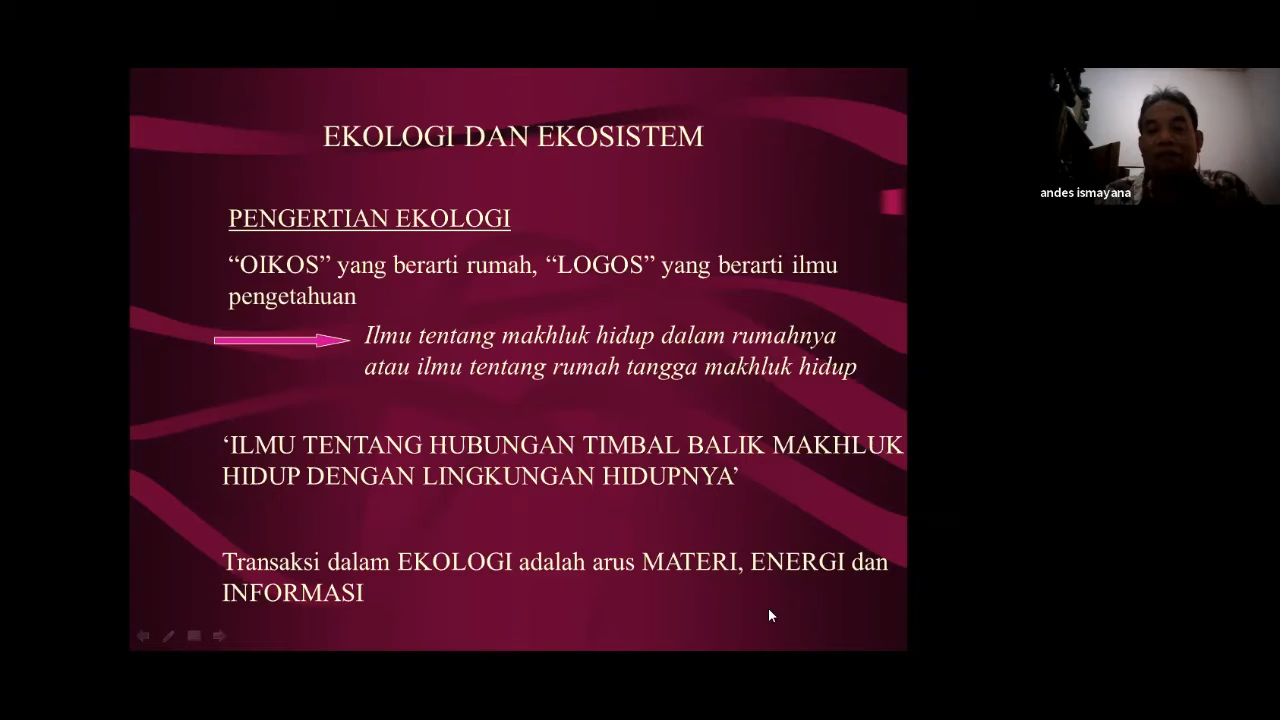 EKOLOGI DAN EKOSISTEM
PENGERTIAN EKOLOGI
“OIKOS” yang berarti rumah, “LOGOS” yang berarti ilmu
pengetahuan
Ilmu tentang makhluk hidup dalam rumahnya
atau ilmu tentang rumah tangga makhluk hidup
‘ILMU TENTANG HUBUNGAN TIMBAL BALIK MAKHLUK
HIDUP DENGAN LINGKUNGAN HIDUPNYA’
Transaksi dalam EKOLOGI adalah arus MATERI, ENERGI dan
INFORMASI
andes ismayana